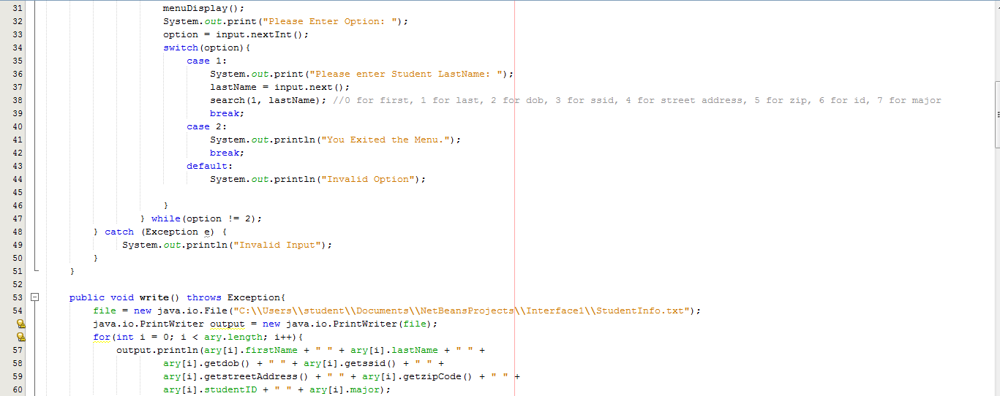 31 menuDisplay();
32 System.out.print("Please Enter Option: ");
33 option = input.nextInt();
34 switch(option){
35 case 1:
36 System.out.print("Please enter Student LastName: ");
37 lastName = input.next();
38 search(1, lastName); //0 for first, 1 for last, 2 for dob, 3 for ssid, 4 for street address, 5 for zip, 6 for id, 7 for major
39 break;
40 case 2:
41 System.out.println("You Exited the Menu.");
42 break;
43 default:
44 System.out.println("Invalid Option");
45
46 }
47 } while(option != 2);
48 } catch (Exception e) {
49 System.out.println("Invalid Input");
50 }
51 }
52
53 public void write() throws Exception{
54 file = new java.io.File("C:\\Users\\student\\Documents\\NetBeansProjects\\Interface1\\StudentInfo.txt");
java.io.PrintWriter output = new java.io.PrintWriter(file);
for(int i = 0; i < ary.length; i++){
57 output.println(ary[i].firstName + " " + ary[i].lastName + " " +
58 ary[i].getdob() + " " + ary[i].getssid() + " " +
59 ary[i].getstreetAddress() + " " + ary[i].getzipCode() + " " +
60 ary[i].studentID + " " + ary[i].major);